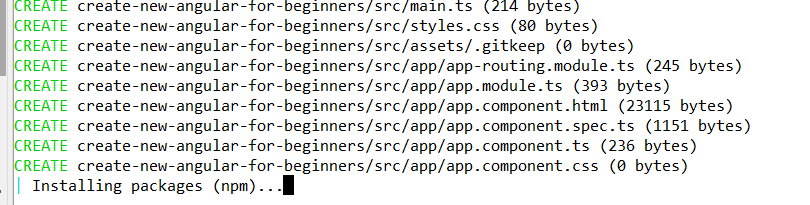 CREATE create-new-angular-for-beginners/src/main.ts (214 bytes)
CREATE create-new-angular-for-beginners/src/styles.css (80 bytes)
CREATE create-new-angular-for-beginners/src/assets/.gitkeep (0 bytes)
CREATE create-new-angular-for-beginners/src/app/app-routing.module.ts (245 bytes)
CREATE create-new-angular-for-beginners/src/app/app.module.ts (393 bytes)
CREATE create-new-angular-for-beginners/src/app/app.component.html (23115 bytes)
CREATE create-new-angular-for-beginners/src/app/app.component.spec.ts (1151 bytes)
CREATE create-new-angular-for-beginners/src/app/app.component.ts (236 bytes)
CREATE create-new-angular-for-beginners/src/app/app.component.css (0 bytes)
| Installing packages (npm)...